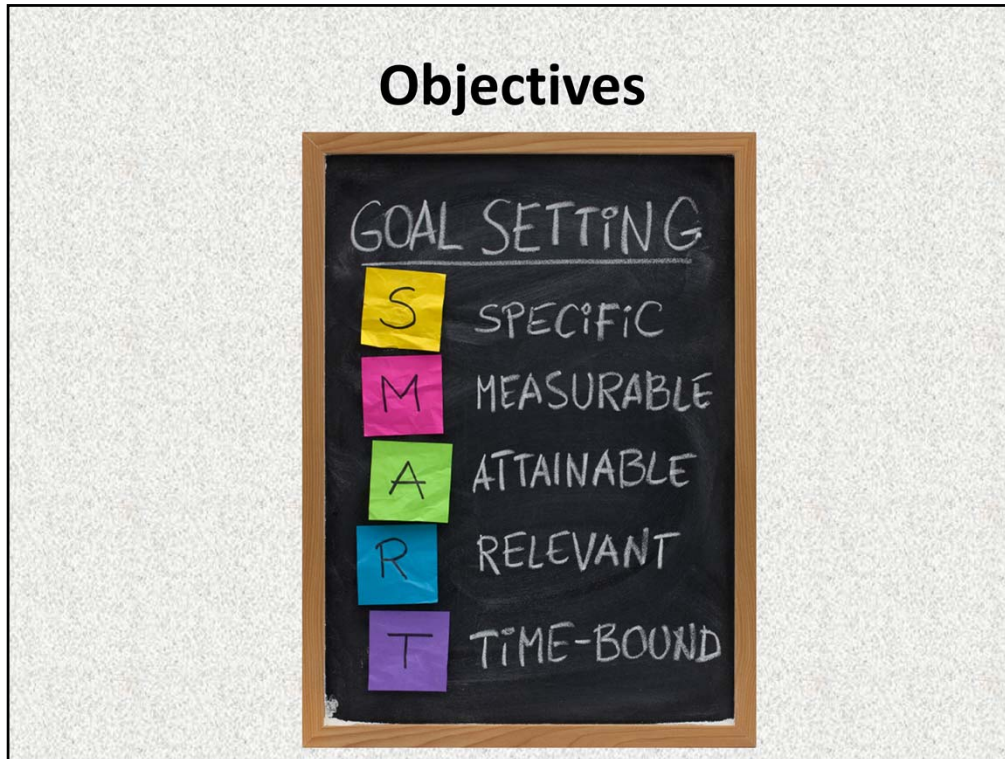 Objectives
GOAL SETTiNG
S SPECiFiC
M MEASURABLE
A ATTAINABLE
R RELEVANT
T TiME-BOUND